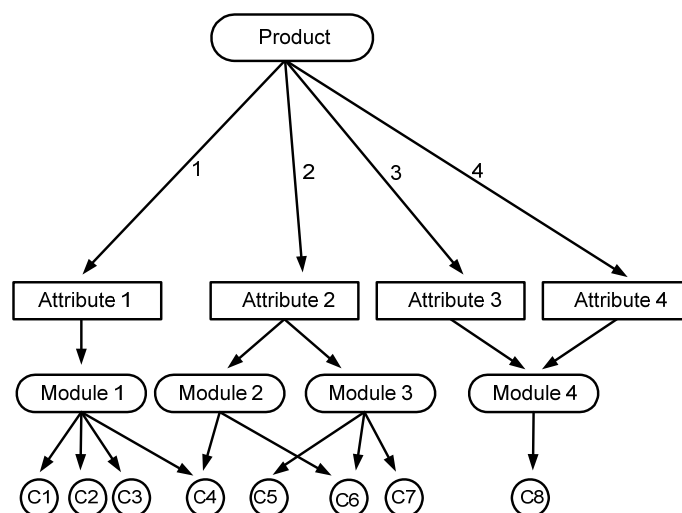 Product
1 2 3 4
Attribute 1 Attribute 2 Attribute 3 Attribute 4
Module 1 Module 2 Module 3 Module 4
C1 C2 C3 C4 C5 C6 C7 C8